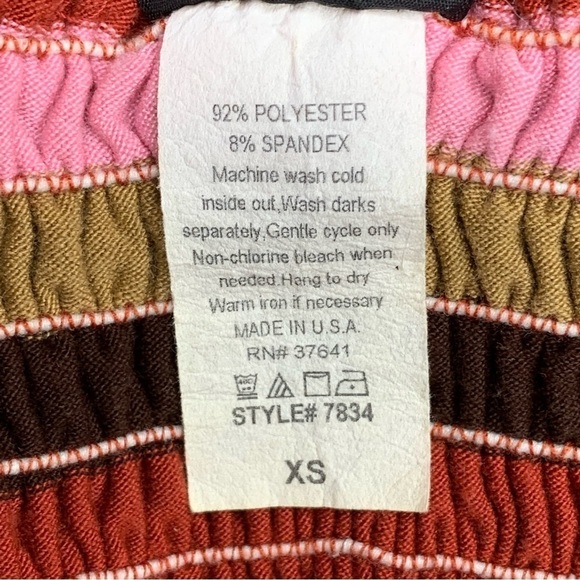 92% POLYESTER
8% SPANDEX
Machine wash cold
inside out,Wash darks
separately,Gentle cycle only
Non-chlorine bleach when
needed.Hang to dry
Warm iron if necessary
MADE IN U.S.A.
RN# 37641
STYLE# 7834
XS